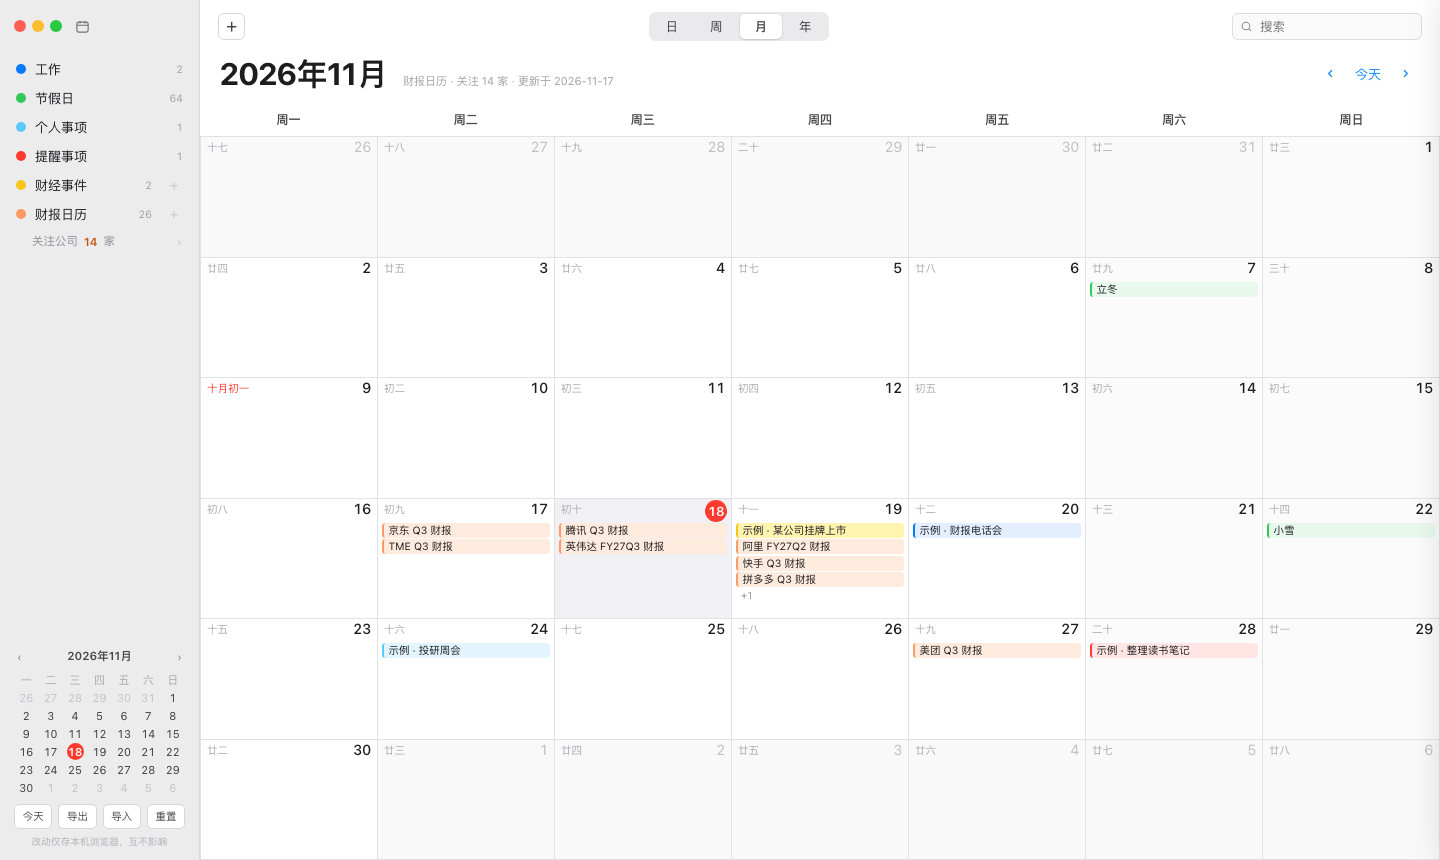 工作 2
节假日 64
个人事项 1
提醒事项 1
财经事件 2 +
财报日历 26 +
关注公司 14 家 ›
‹ 2026年11月 ›
一 二 三 四 五 六 日
26 27 28 29 30 31 1
2 3 4 5 6 7 8
9 10 11 12 13 14 15
16 17 18 19 20 21 22
23 24 25 26 27 28 29
30 1 2 3 4 5 6
今天 导出 导入 重置
改动仅存本机浏览器，互不影响
+ 日 周 月 年 搜索
2026年11月 财报日历 · 关注 14 家 · 更新于 2026-11-17 ‹ 今天 ›
周一 周二 周三 周四 周五 周六 周日
十七 26 十八 27 十九 28 二十 29 廿一 30 廿二 31 廿三 1
廿四 2 廿五 3 廿六 4 廿七 5 廿八 6 廿九 7 三十 8
立冬
十月初一 9 初二 10 初三 11 初四 12 初五 13 初六 14 初七 15
初八 16 初九 17 初十 18 十一 19 十二 20 十三 21 十四 22
京东 Q3 财报 腾讯 Q3 财报 示例 · 某公司挂牌上市 示例 · 财报电话会 小雪
TME Q3 财报 英伟达 FY27Q3 财报 阿里 FY27Q2 财报
快手 Q3 财报
拼多多 Q3 财报
+1
十五 23 十六 24 十七 25 十八 26 十九 27 二十 28 廿一 29
示例 · 投研周会 美团 Q3 财报 示例 · 整理读书笔记
廿二 30 廿三 1 廿四 2 廿五 3 廿六 4 廿七 5 廿八 6